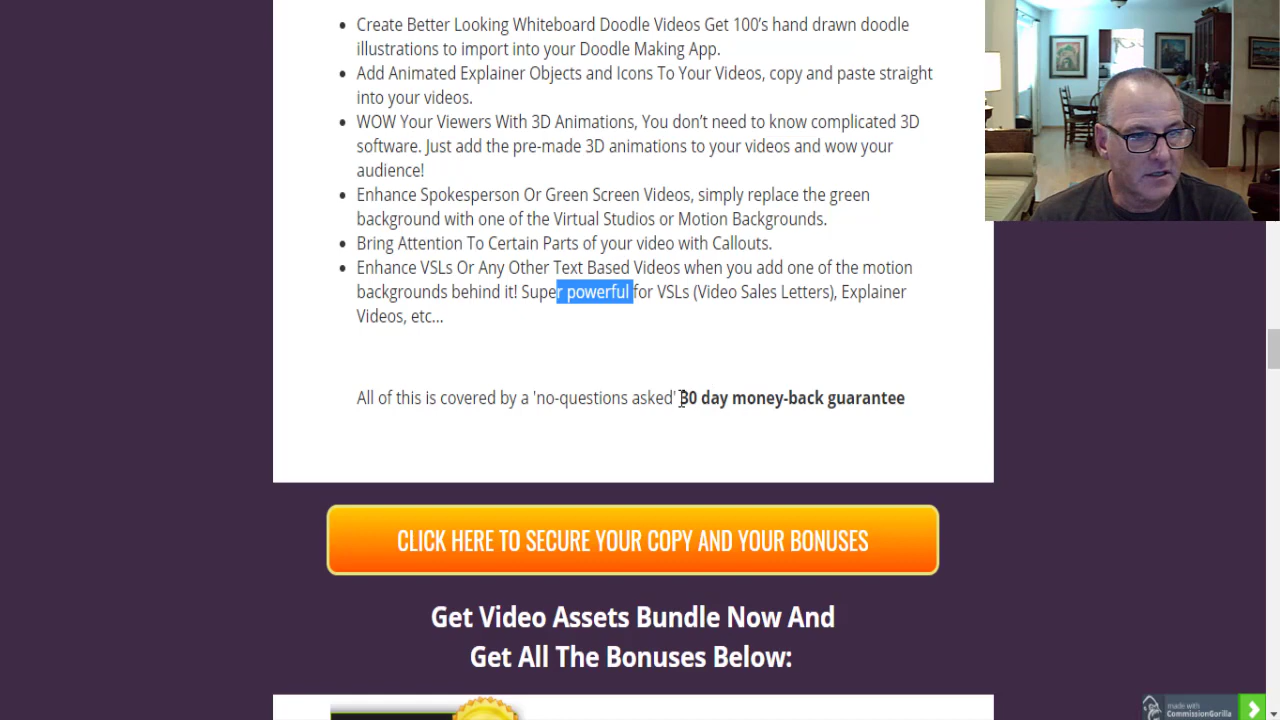 Create Better Looking Whiteboard Doodle Videos Get 100's hand drawn doodle
illustrations to import into your Doodle Making App.
Add Animated Explainer Objects and Icons To Your Videos, copy and paste straight
into your videos.
WOW Your Viewers With 3D Animations, You don't need to know complicated 3D
software. Just add the pre-made 3D animations to your videos and wow your
audience!
Enhance Spokesperson Or Green Screen Videos, simply replace the green
background with one of the Virtual Studios or Motion Backgrounds.
Bring Attention To Certain Parts of your video with Callouts.
Enhance VSLs Or Any Other Text Based Videos when you add one of the motion
backgrounds behind it! Super powerful for VSLs (Video Sales Letters), Explainer
Videos, etc...
All of this is covered by a 'no-questions asked' 30 day money-back guarantee
CLICK HERE TO SECURE YOUR COPY AND YOUR BONUSES
Get Video Assets Bundle Now And
Get All The Bonuses Below:
made with
CommissionGorilla